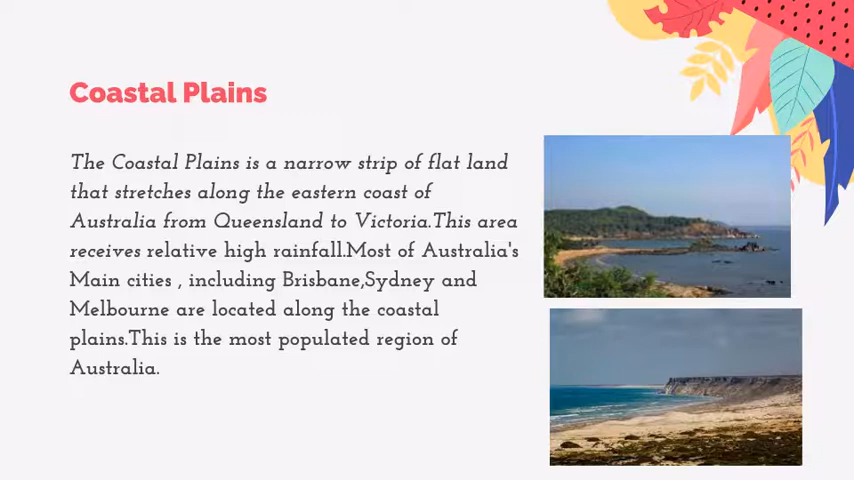 Coastal Plains
The Coastal Plains is a narrow strip of flat land
that stretches along the eastern coast of
Australia from Queensland to Victoria.This area
receives relative high rainfall.Most of Australia's
Main cities , including Brisbane,Sydney and
Melbourne are located along the coastal
plains.This is the most populated region of
Australia.